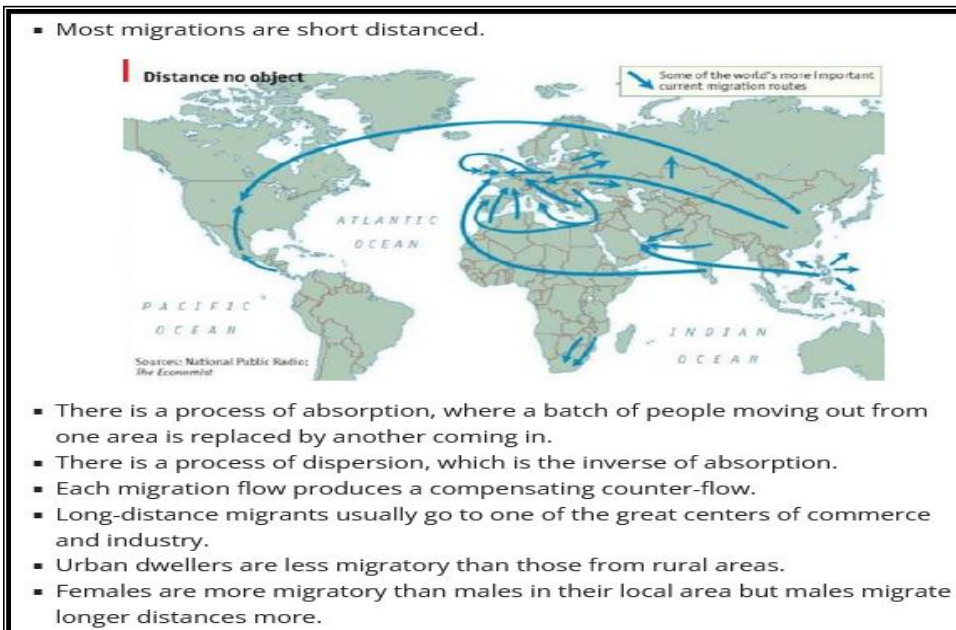 ▪ Most migrations are short distanced.
Distance no object
Some of the world's more important
current migration routes
ATLANTIC
OCEAN
PACIFIC
OCEAN
INDIAN
OCEAN
Sources: National Public Radio;
The Economist
▪ There is a process of absorption, where a batch of people moving out from
one area is replaced by another coming in.
▪ There is a process of dispersion, which is the inverse of absorption.
▪ Each migration flow produces a compensating counter-flow.
▪ Long-distance migrants usually go to one of the great centers of commerce
and industry.
▪ Urban dwellers are less migratory than those from rural areas.
▪ Females are more migratory than males in their local area but males migrate
longer distances more.